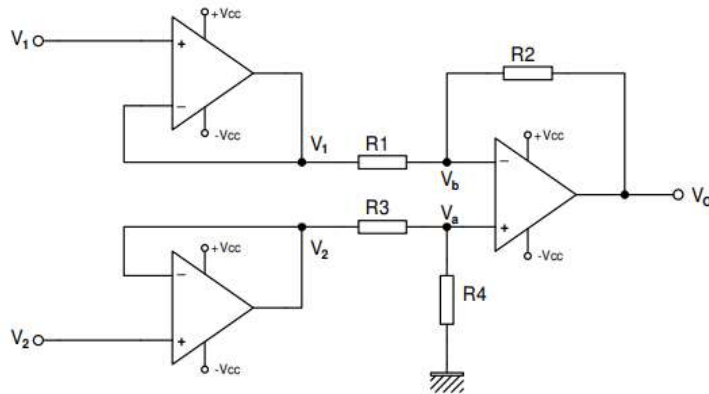 +Vcc
V1
+
−
-Vcc
V1
R1
R2
Vb
−
+Vcc
Vo
R3
Va
+
-Vcc
V2
+Vcc
−
R4
V2
+
-Vcc